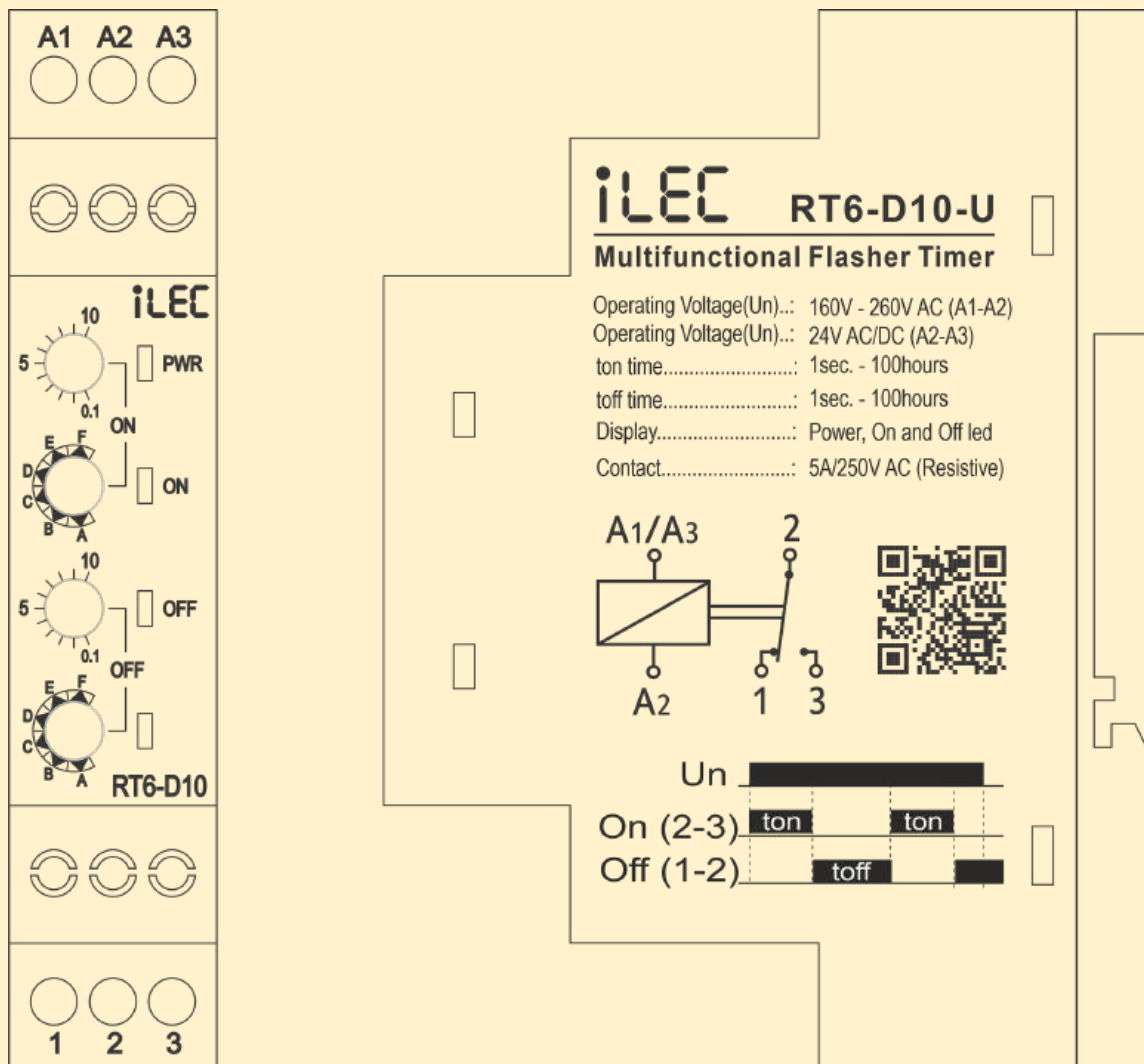 A1 A2 A3
iLEC
10
5
PWR
0.1
ON
F
E
D
C
B
A
ON
10
5
OFF
0.1
OFF
F
E
D
C
B
A
RT6-D10
1 2 3
iLEC RT6-D10-U
Multifunctional Flasher Timer
Operating Voltage(Un)..: 160V - 260V AC (A1-A2)
Operating Voltage(Un)..: 24V AC/DC (A2-A3)
ton time..........................: 1sec. - 100hours
toff time..........................: 1sec. - 100hours
Display...........................: Power, On and Off led
Contact.........................: 5A/250V AC (Resistive)
A1/A3 2
A2 1 3
Un
On (2-3) ton ton
Off (1-2) toff